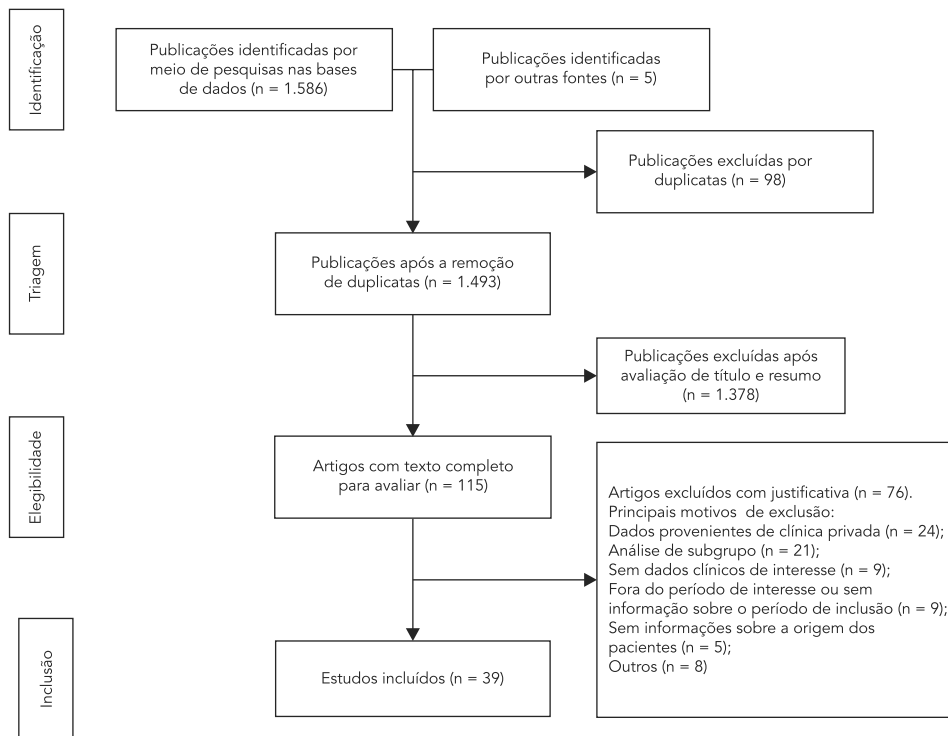 Identificação
Publicações identificadas por
meio de pesquisas nas bases
de dados (n = 1.586)
Publicações identificadas
por outras fontes (n = 5)
Publicações excluídas por
duplicatas (n = 98)
Triagem
Publicações após a remoção
de duplicatas (n = 1.493)
Publicações excluídas após
avaliação de título e resumo
(n = 1.378)
Elegibilidade
Artigos com texto completo
para avaliar (n = 115)
Artigos excluídos com justificativa (n = 76).
Principais motivos de exclusão:
Dados provenientes de clínica privada (n = 24);
Análise de subgrupo (n = 21);
Sem dados clínicos de interesse (n = 9);
Fora do período de interesse ou sem
informação sobre o período de inclusão (n = 9);
Sem informações sobre a origem dos
pacientes (n = 5);
Outros (n = 8)
Inclusão
Estudos incluídos (n = 39)